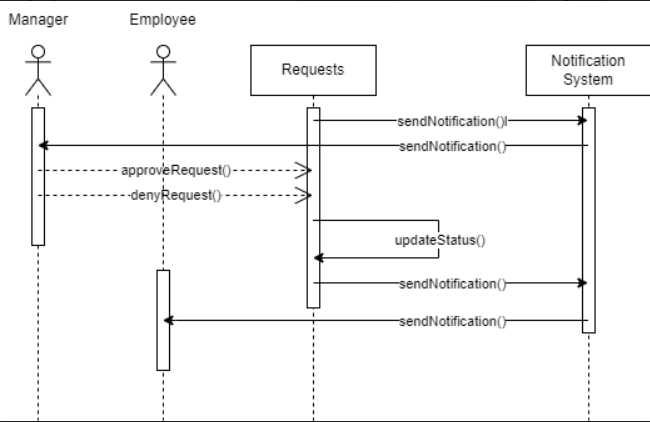 Manager
Employee
Requests
Notification
System
sendNotification()l
sendNotification()
approveRequest()
denyRequest()
updateStatus()
sendNotification()
sendNotification()